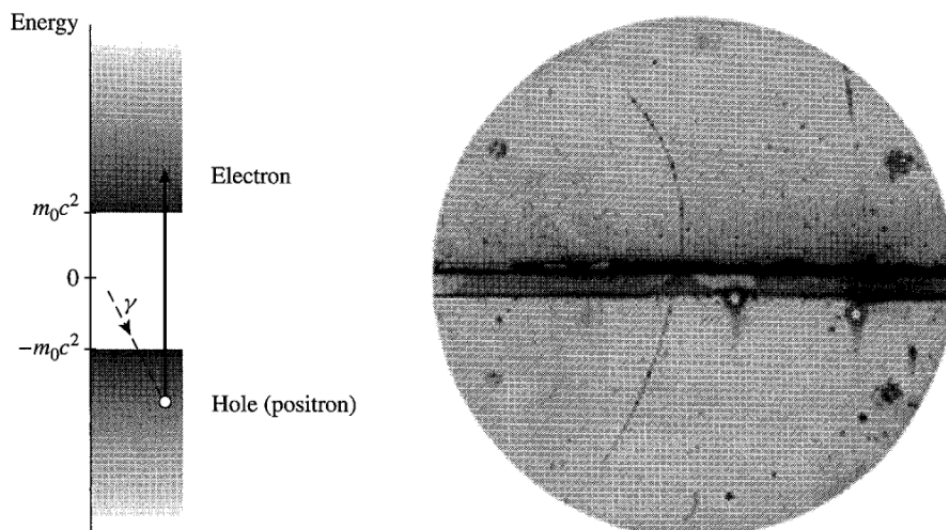 Energy
Electron
m₀c²
0
γ
−m₀c²
Hole (positron)